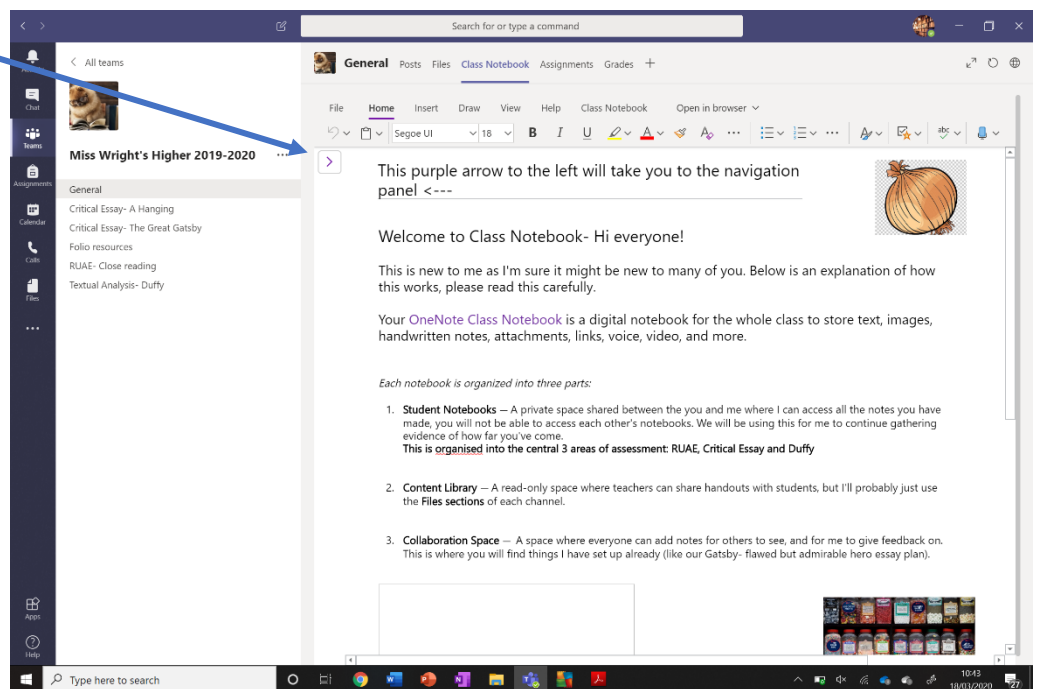 Search for or type a command
All teams
General Posts Files Class Notebook Assignments Grades
Chat
File Home Insert Draw View Help Class Notebook Open in browser
Segoe UI 18 B I U A A abc
Teams
Miss Wright's Higher 2019-2020 ...
Assignments
General
Critical Essay- A Hanging
Calendar
Critical Essay- The Great Gatsby
Folio resources
Calls
RUAE- Close reading
Textual Analysis- Duffy
Files
This purple arrow to the left will take you to the navigation
panel <---
Welcome to Class Notebook- Hi everyone!
This is new to me as I'm sure it might be new to many of you. Below is an explanation of how
this works, please read this carefully.
Your OneNote Class Notebook is a digital notebook for the whole class to store text, images,
handwritten notes, attachments, links, voice, video, and more.
Each notebook is organized into three parts:
1. Student Notebooks — A private space shared between the you and me where I can access all the notes you have
made, you will not be able to access each other's notebooks. We will be using this for me to continue gathering
evidence of how far you've come.
This is organised into the central 3 areas of assessment: RUAE, Critical Essay and Duffy
2. Content Library — A read-only space where teachers can share handouts with students, but I'll probably just use
the Files sections of each channel.
3. Collaboration Space — A space where everyone can add notes for others to see, and for me to give feedback on.
This is where you will find things I have set up already (like our Gatsby- flawed but admirable hero essay plan).
Apps
Help
Type here to search
10:43
18/03/2020
27